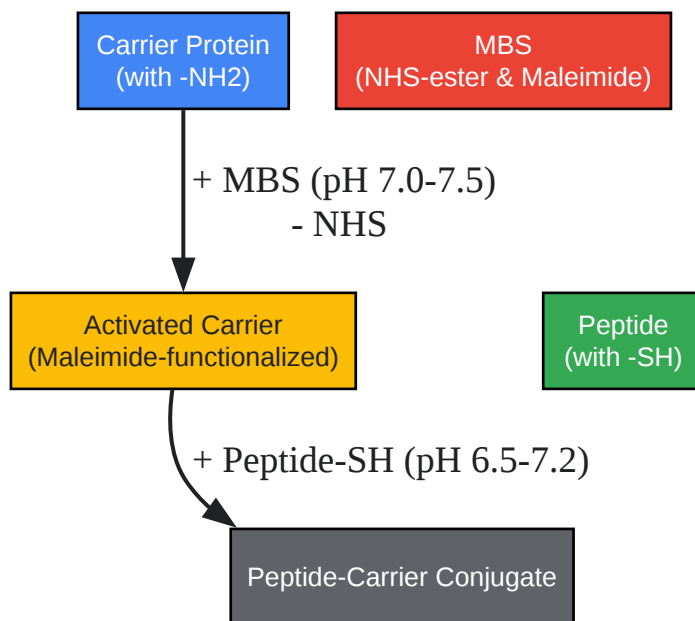 Carrier Protein
(with -NH2)
MBS
(NHS-ester & Maleimide)
+ MBS (pH 7.0-7.5)
- NHS
Activated Carrier
(Maleimide-functionalized)
Peptide
(with -SH)
+ Peptide-SH (pH 6.5-7.2)
Peptide-Carrier Conjugate